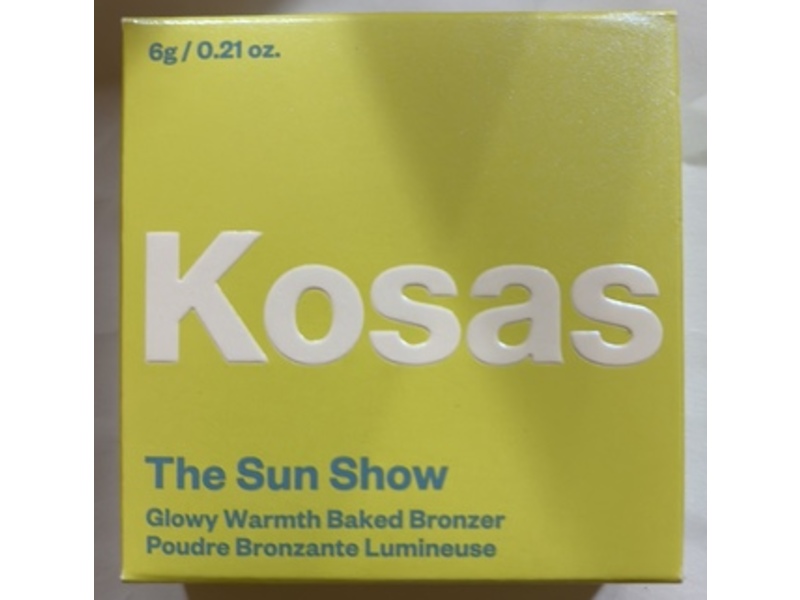 6g / 0.21 oz.
Kosas
The Sun Show
Glowy Warmth Baked Bronzer
Poudre Bronzante Lumineuse